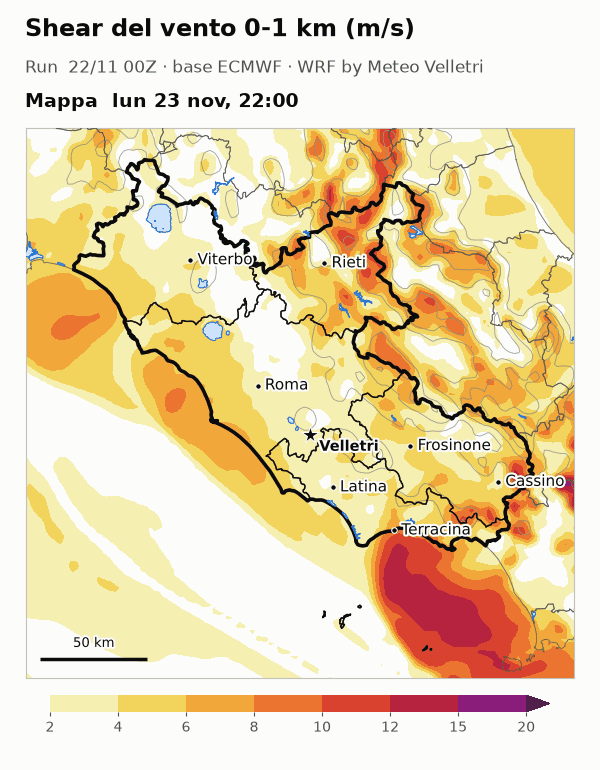 Shear del vento 0-1 km (m/s)
Run  22/11 00Z · base ECMWF · WRF by Meteo Velletri
Mappa  lun 23 nov, 22:00
Viterbo
Rieti
Roma
Velletri
Frosinone
Latina
Cassino
Terracina
50 km
2 4 6 8 10 12 15 20